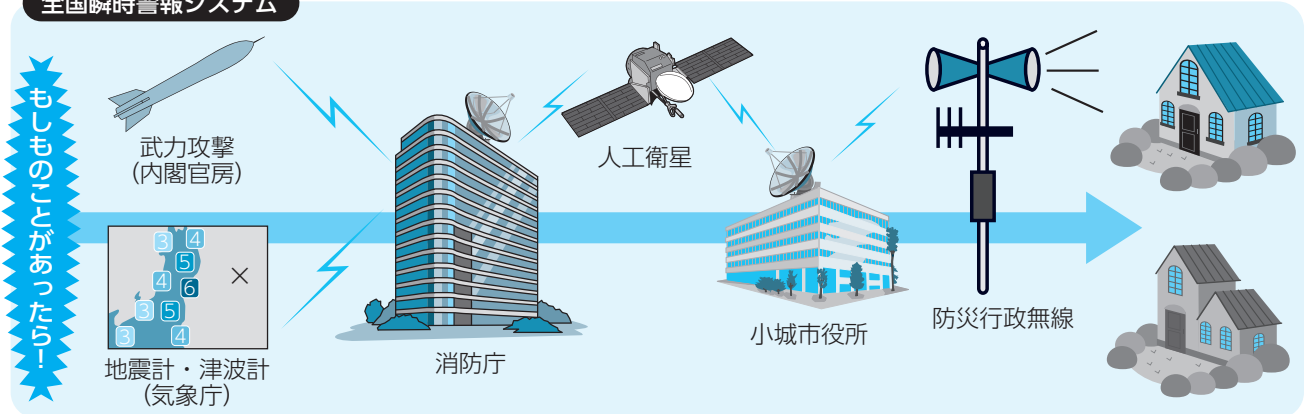 全国瞬時警報システム
もしものことがあったら!
武力攻撃
(内閣官房)
3 4
5
4 6
3 5
3 4
地震計・津波計
(気象庁)
消防庁
人工衛星
小城市役所
防災行政無線